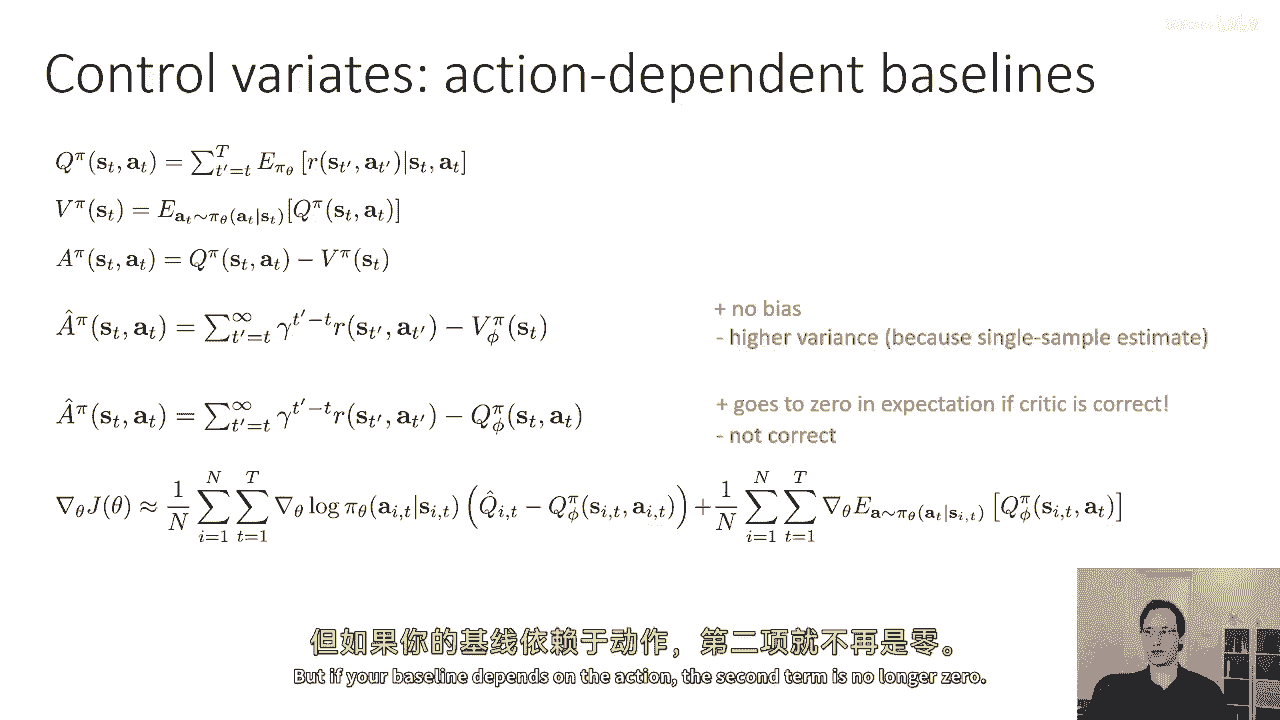 Control variates: action-dependent baselines
$Q^\pi(\mathbf{s}_t, \mathbf{a}_t) = \sum_{t'=t}^{T} E_{\pi_\theta}\left[r(\mathbf{s}_{t'}, \mathbf{a}_{t'})|\mathbf{s}_t, \mathbf{a}_t\right]$
$V^\pi(\mathbf{s}_t) = E_{\mathbf{a}_t \sim \pi_\theta(\mathbf{a}_t|\mathbf{s}_t)}[Q^\pi(\mathbf{s}_t, \mathbf{a}_t)]$
$A^\pi(\mathbf{s}_t, \mathbf{a}_t) = Q^\pi(\mathbf{s}_t, \mathbf{a}_t) - V^\pi(\mathbf{s}_t)$
$\hat{A}^\pi(\mathbf{s}_t, \mathbf{a}_t) = \sum_{t'=t}^{\infty} \gamma^{t'-t} r(\mathbf{s}_{t'}, \mathbf{a}_{t'}) - V^\pi_\phi(\mathbf{s}_t)$
+ no bias
- higher variance (because single-sample estimate)
$\hat{A}^\pi(\mathbf{s}_t, \mathbf{a}_t) = \sum_{t'=t}^{\infty} \gamma^{t'-t} r(\mathbf{s}_{t'}, \mathbf{a}_{t'}) - Q^\pi_\phi(\mathbf{s}_t, \mathbf{a}_t)$
+ goes to zero in expectation if critic is correct!
- not correct
$\nabla_\theta J(\theta) \approx \frac{1}{N} \sum_{i=1}^{N} \sum_{t=1}^{T} \nabla_\theta \log \pi_\theta(\mathbf{a}_{i,t}|\mathbf{s}_{i,t}) \left(\hat{Q}_{i,t} - Q^\pi_\phi(\mathbf{s}_{i,t}, \mathbf{a}_{i,t})\right) + \frac{1}{N} \sum_{i=1}^{N} \sum_{t=1}^{T} \nabla_\theta E_{\mathbf{a} \sim \pi_\theta(\mathbf{a}_t|\mathbf{s}_{i,t})}\left[Q^\pi_\phi(\mathbf{s}_{i,t}, \mathbf{a}_t)\right]$
但如果你的基线依赖于动作，第二项就不再是零。
But if your baseline depends on the action, the second term is no longer zero.